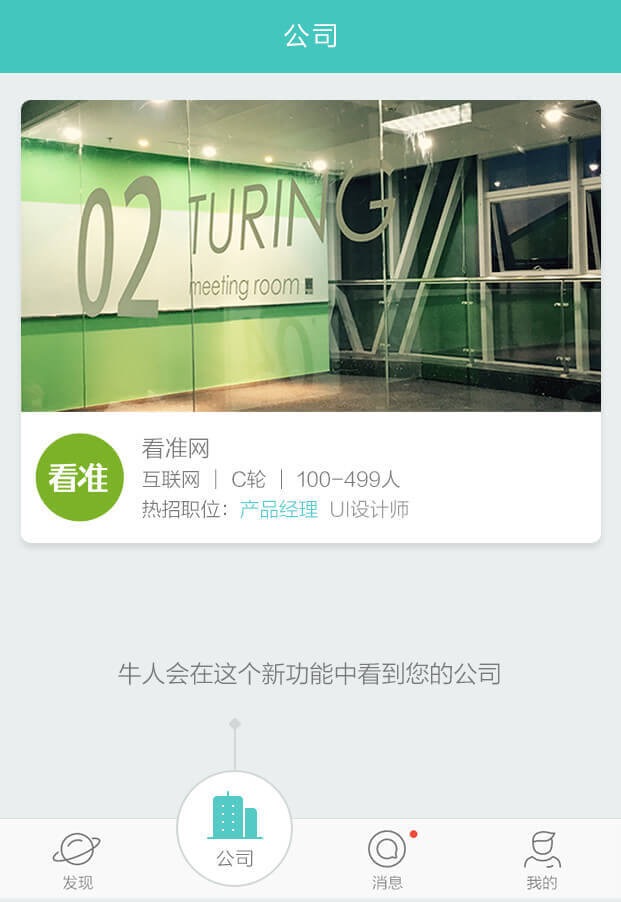 公司
02 TURING
meeting room
看准
看准网
互联网 | C轮 | 100-499人
热招职位：产品经理 UI设计师
牛人会在这个新功能中看到您的公司
发现
公司
消息
我的